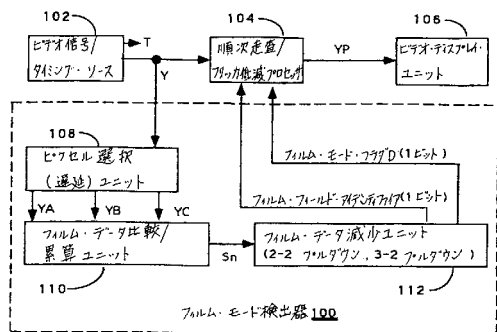 102
ビデオ信号/
タイミング・ソース
T
Y
104
順次走査/
フリッカ低減プロセッサ
YP
106
ビデオ・ディスプレイ・
ユニット
108
ピクセル選択
(遅延)ユニット
YA
YB
YC
フィルム・モード・フラグD(1ビット)
フィルム・フィールド・アイデンティファイア(1ビット)
フィルム・データ比較/
累算ユニット
110
Sn
フィルム・データ減少ユニット
(2-2 プルダウン, 3-2 プルダウン)
112
フィルム・モード検出器 100